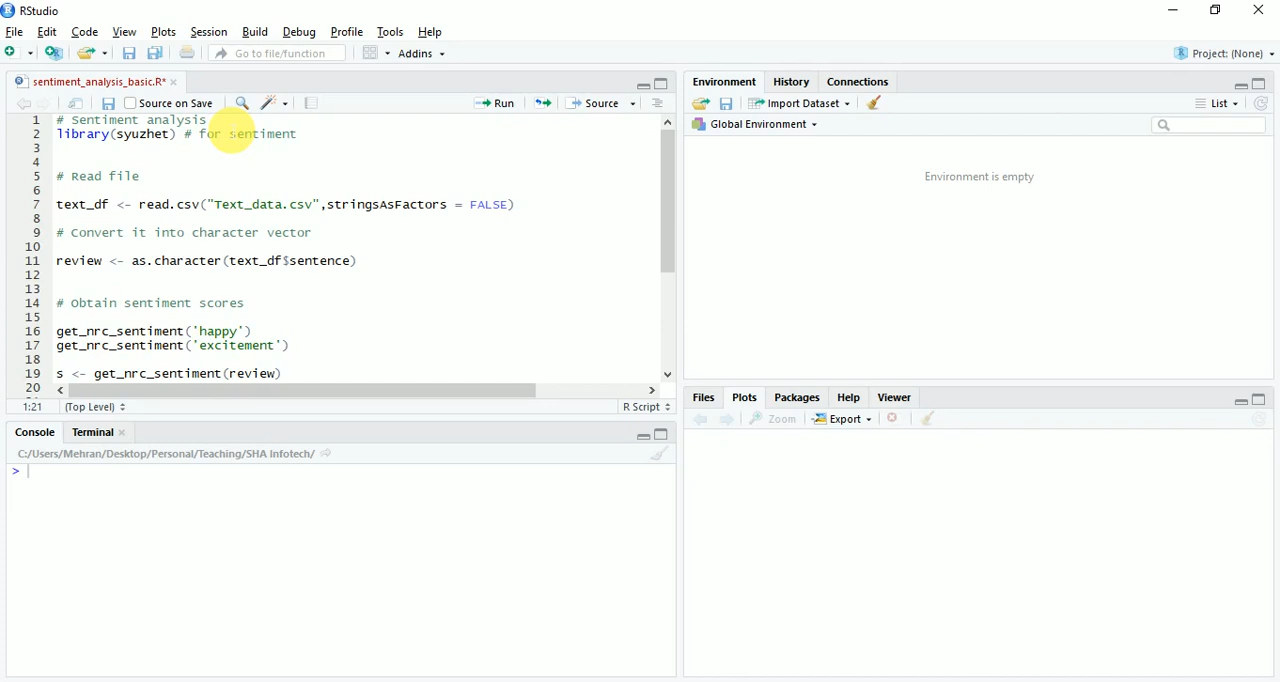 RStudio
File Edit Code View Plots Session Build Debug Profile Tools Help
Go to file/function Addins Project: (None)
sentiment_analysis_basic.R*
Source on Save Run Source
1 # Sentiment analysis
2 library(syuzhet) # for sentiment
3
4
5 # Read file
6
7 text_df <- read.csv("Text_data.csv",stringsAsFactors = FALSE)
8
9 # Convert it into character vector
10
11 review <- as.character(text_df$sentence)
12
13
14 # Obtain sentiment scores
15
16 get_nrc_sentiment('happy')
17 get_nrc_sentiment('excitement')
18
19 s <- get_nrc_sentiment(review)
20
1:21 (Top Level) R Script
Console Terminal
C:/Users/Mehran/Desktop/Personal/Teaching/SHA Infotech/
>
Environment History Connections
Import Dataset List
Global Environment
Environment is empty
Files Plots Packages Help Viewer
Zoom Export